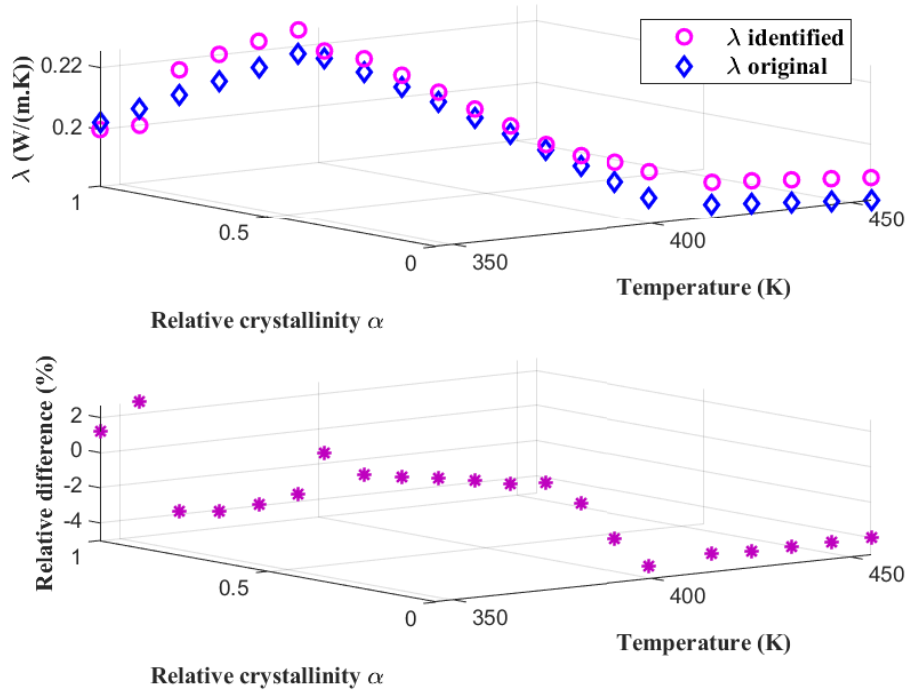 λ identified
λ original
0.22
0.2
λ (W/(m.K))
1
0.5
0
350
400
450
Temperature (K)
Relative crystallinity α
Relative difference (%)
2
0
-2
-4
1
0.5
0
350
400
450
Temperature (K)
Relative crystallinity α